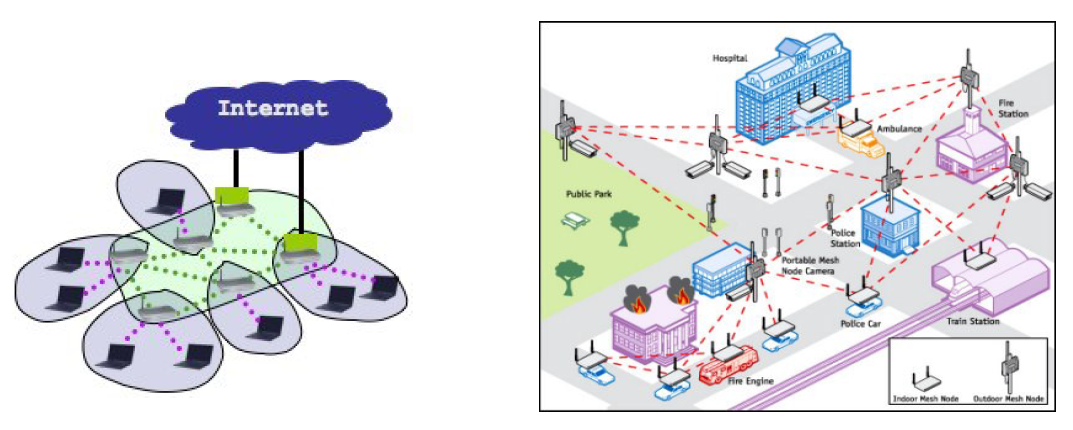 Internet
Hospital
Fire
Station
Ambulance
Public Park
Police
Station
Portable Mesh
Node Camera
Police Car
Train Station
Fire Engine
Indoor Mesh Node
Outdoor Mesh Node